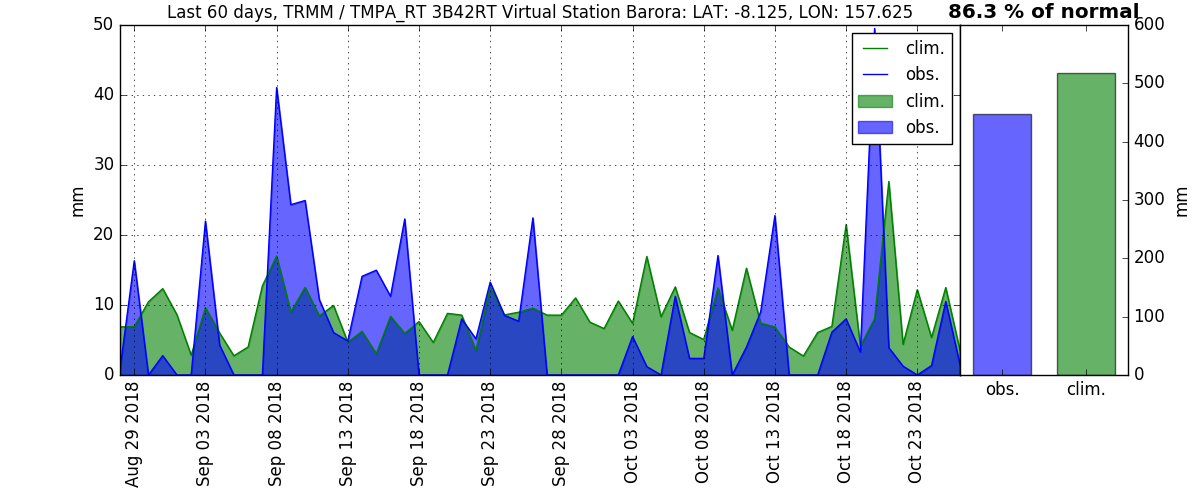 Last 60 days, TRMM / TMPA_RT 3B42RT Virtual Station Barora: LAT: -8.125, LON: 157.625
86.3 % of normal
mm
50
40
30
20
10
0
clim.
obs.
clim.
obs.
Aug 29 2018
Sep 03 2018
Sep 08 2018
Sep 13 2018
Sep 18 2018
Sep 23 2018
Sep 28 2018
Oct 03 2018
Oct 08 2018
Oct 13 2018
Oct 18 2018
Oct 23 2018
600
500
400
300
200
100
0
mm
obs.
clim.